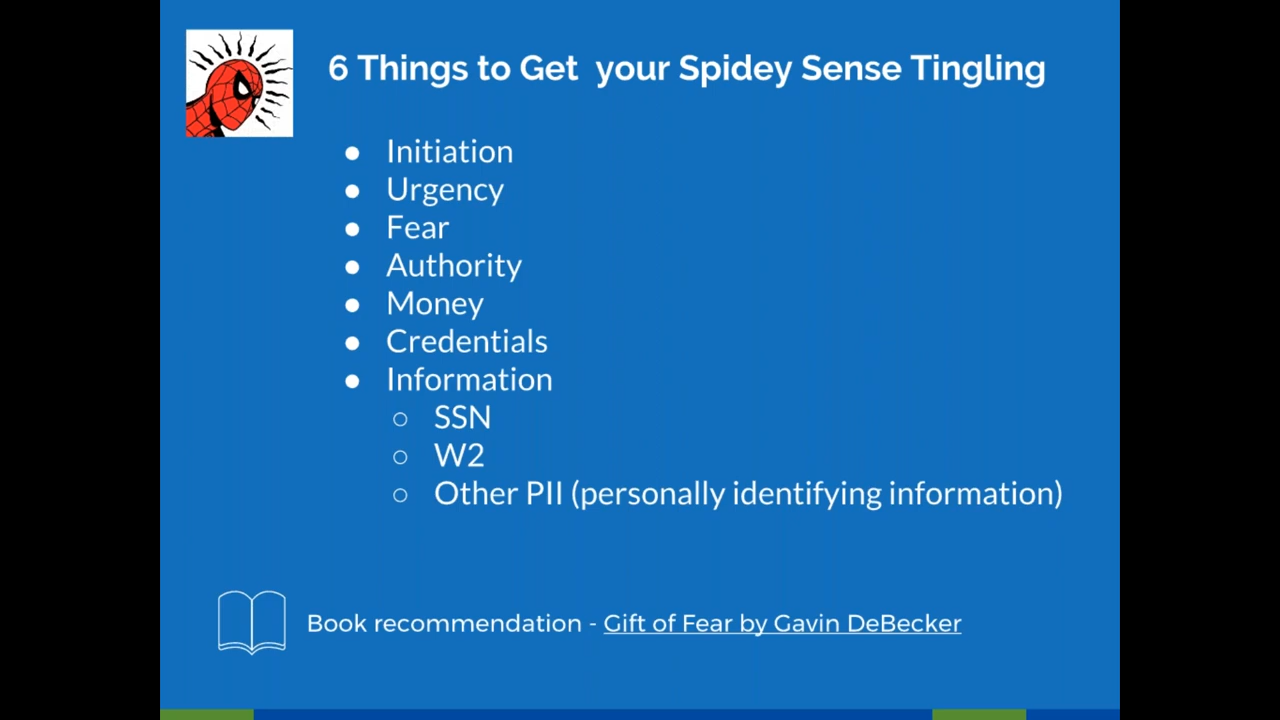 6 Things to Get  your Spidey Sense Tingling
● Initiation
● Urgency
● Fear
● Authority
● Money
● Credentials
● Information
○ SSN
○ W2
○ Other PII (personally identifying information)
Book recommendation - Gift of Fear by Gavin DeBecker